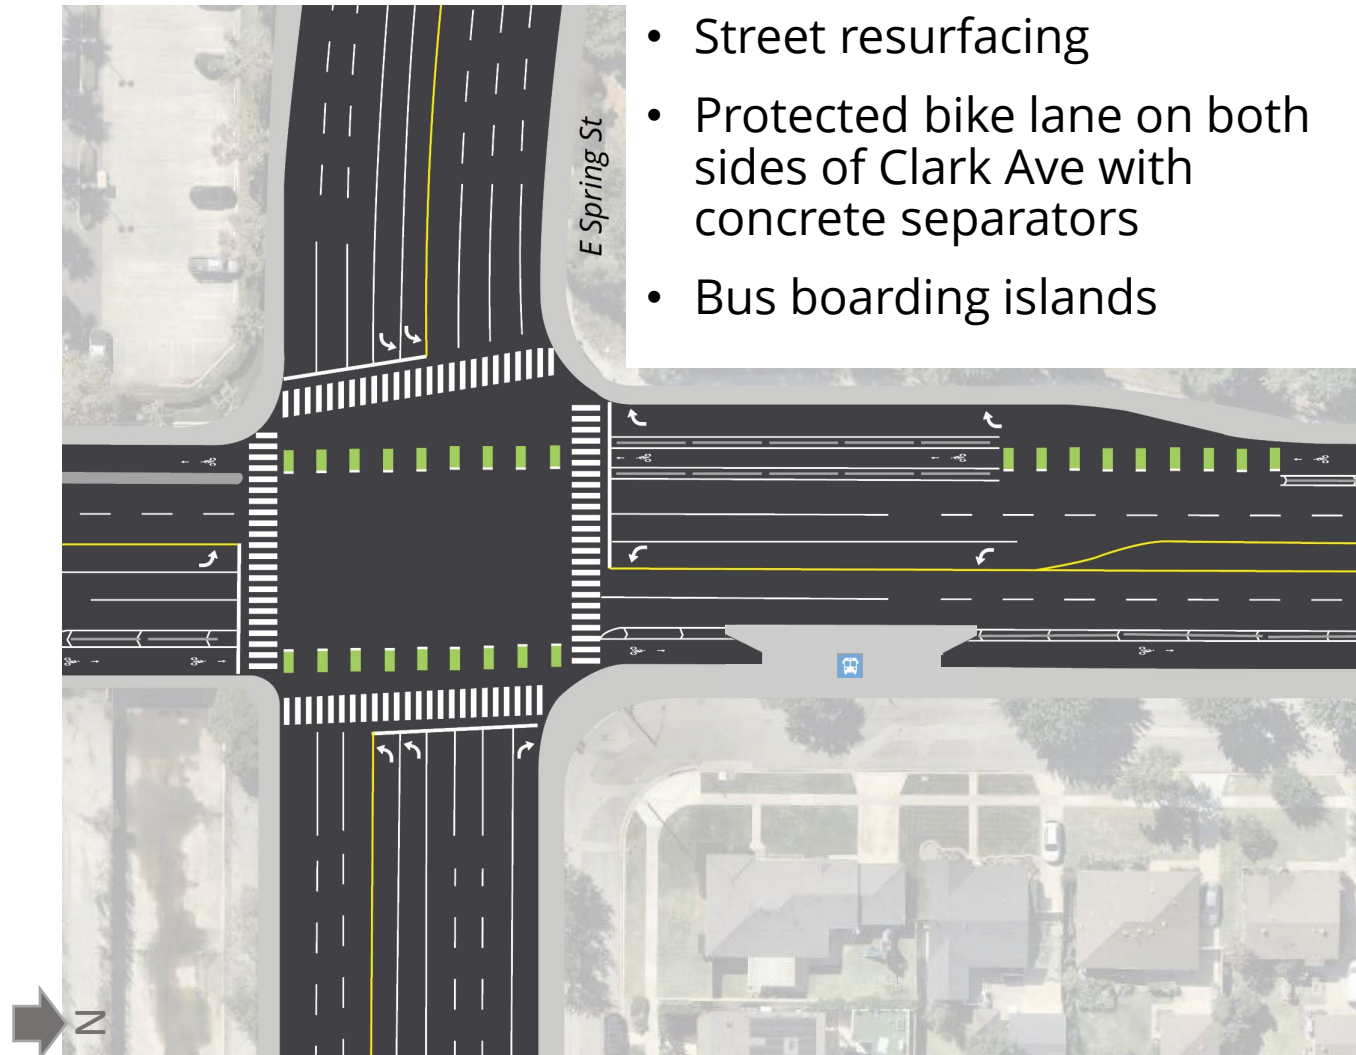 • Street resurfacing
• Protected bike lane on both
sides of Clark Ave with
concrete separators
• Bus boarding islands
E Spring St
N